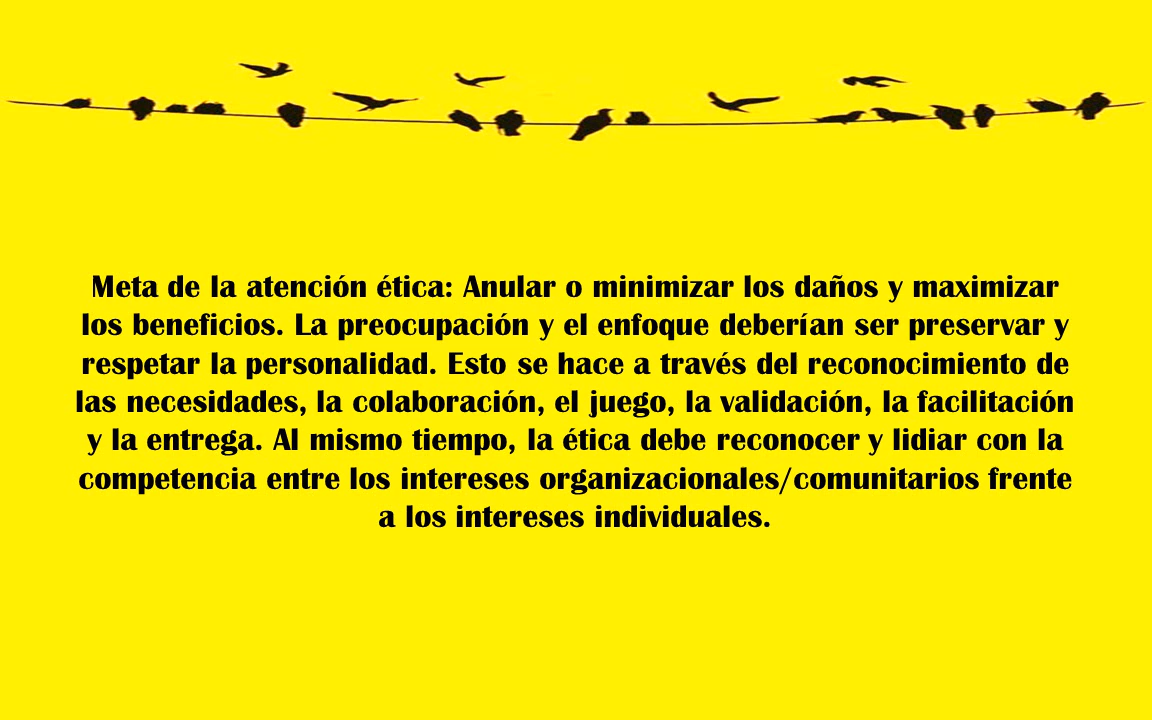 Meta de la atención ética: Anular o minimizar los daños y maximizar
los beneficios. La preocupación y el enfoque deberían ser preservar y
respetar la personalidad. Esto se hace a través del reconocimiento de
las necesidades, la colaboración, el juego, la validación, la facilitación
y la entrega. Al mismo tiempo, la ética debe reconocer y lidiar con la
competencia entre los intereses organizacionales/comunitarios frente
a los intereses individuales.